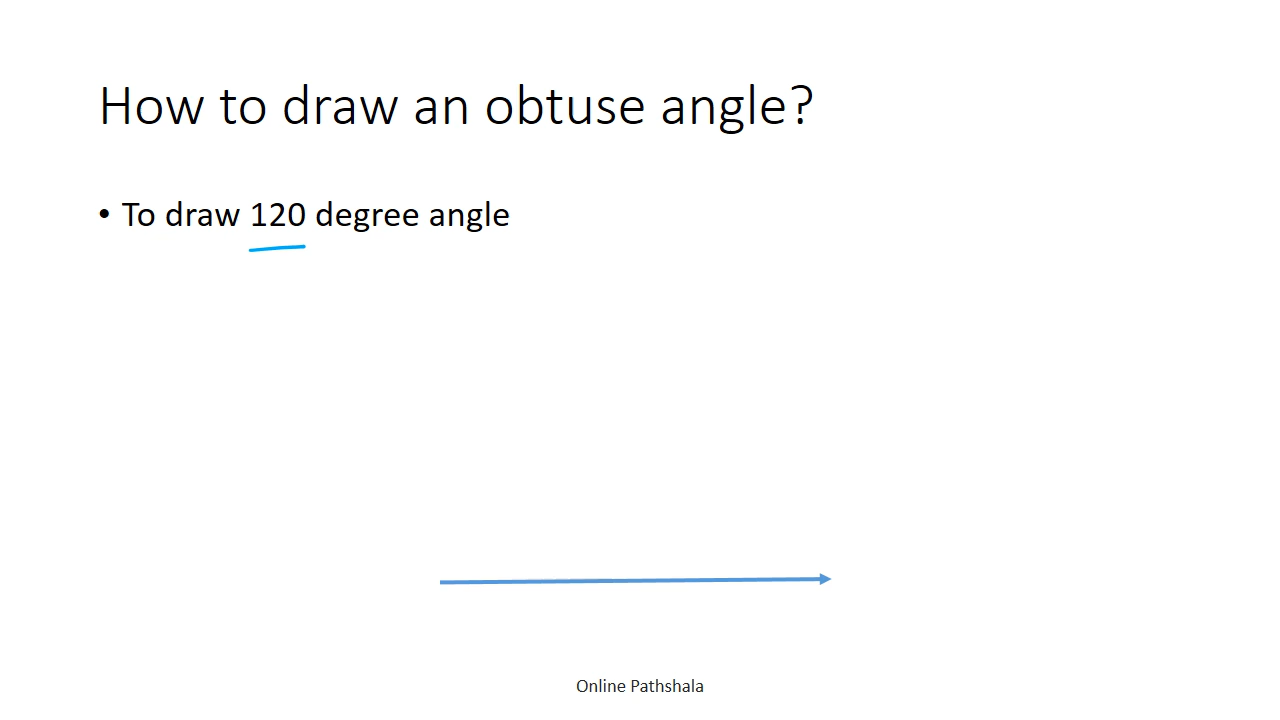 How to draw an obtuse angle?
• To draw 120 degree angle
Online Pathshala